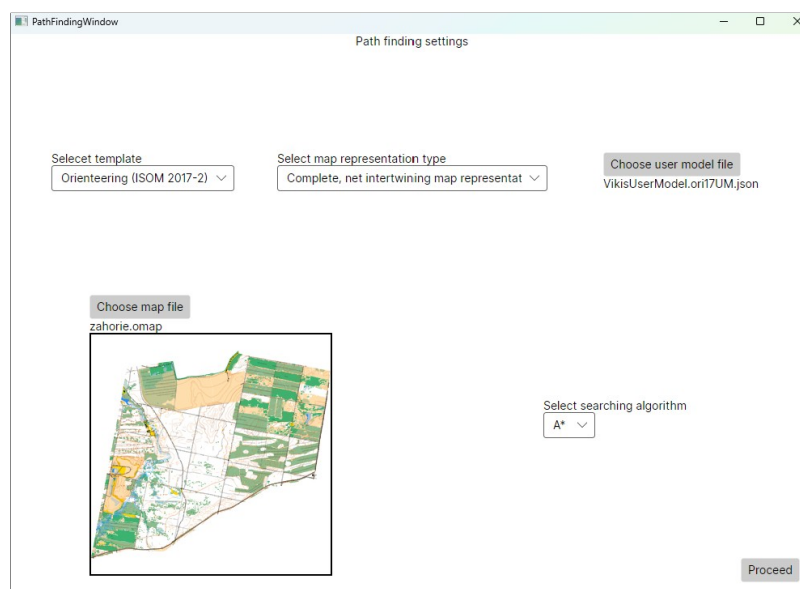 PathFindingWindow
Path finding settings
Selecet template
Select map representation type
Choose user model file
Orienteering (ISOM 2017-2)
Complete, net intertwining map representat
VikisUserModel.ori17UM.json
Choose map file
zahorie.omap
Select searching algorithm
A*
Proceed